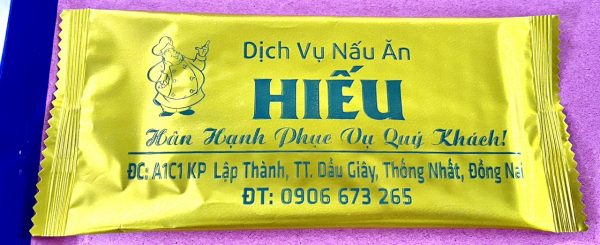 Dịch Vụ Nấu Ăn
HIẾU
Hân Hạnh Phục Vụ Quý Khách!
ĐC: A1C1 KP Lập Thành, TT. Dầu Giây, Thống Nhất, Đồng Nai
ĐT: 0906 673 265